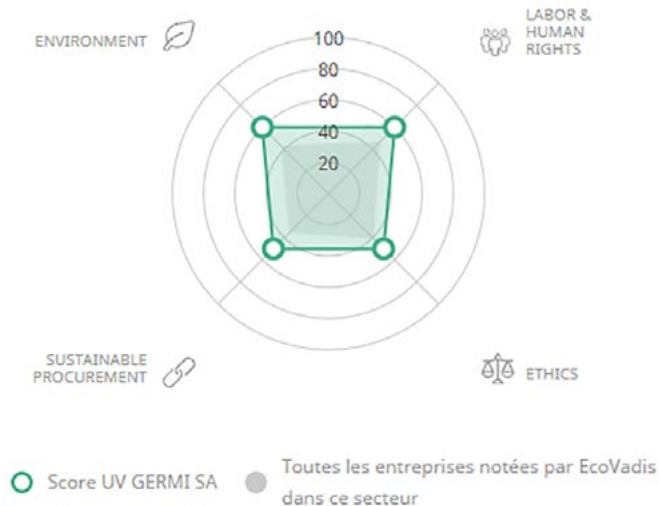 ENVIRONMENT
LABOR &
HUMAN
RIGHTS
100
80
60
40
20
SUSTAINABLE
PROCUREMENT
ETHICS
Score UV GERMI SA
Toutes les entreprises notées par EcoVadis
dans ce secteur